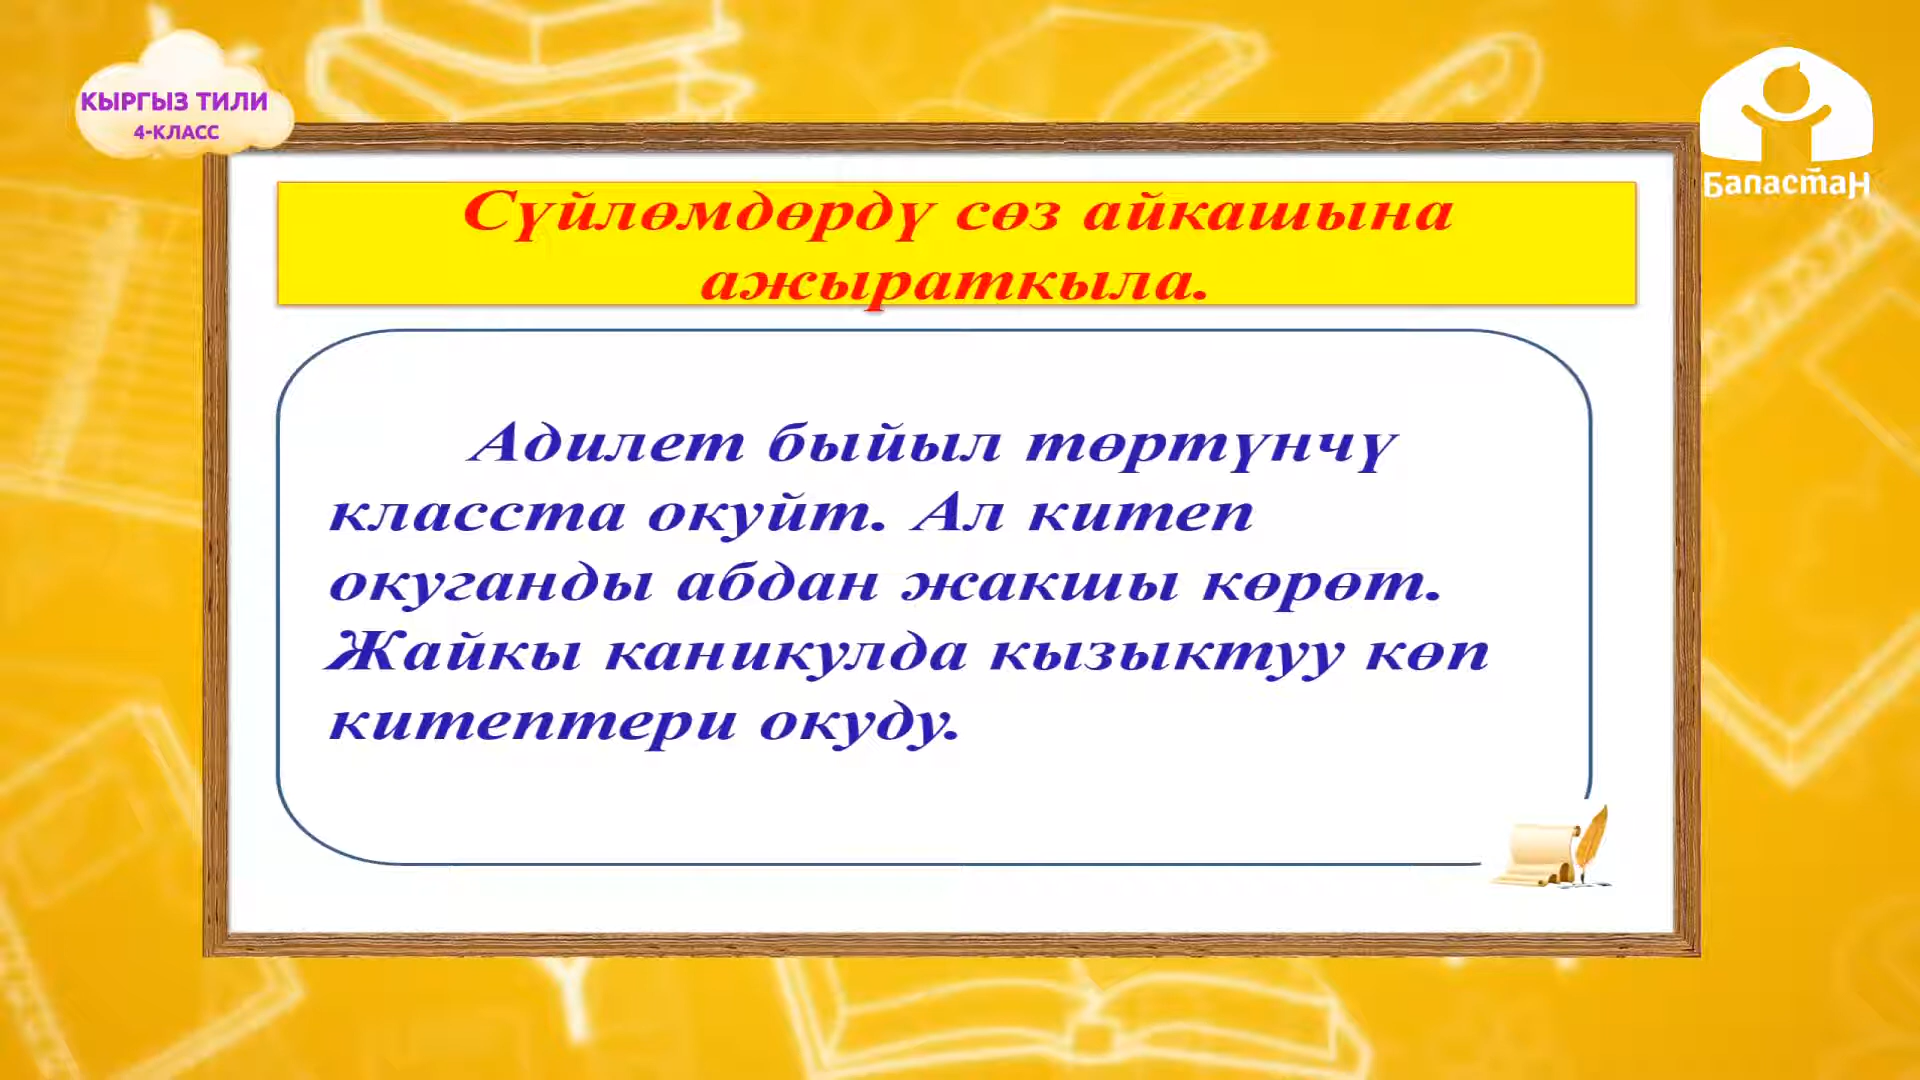 КЫРГЫЗ ТИЛИ
4-КЛАСС
Баластан
Сүйлөмдөрдү сөз айкашына
ажыраткыла.
Адилет быйыл төртүнчү
класста окуйт. Ал китеп
окуганды абдан жакшы көрөт.
Жайкы каникулда кызыктуу көп
китептери окуду.